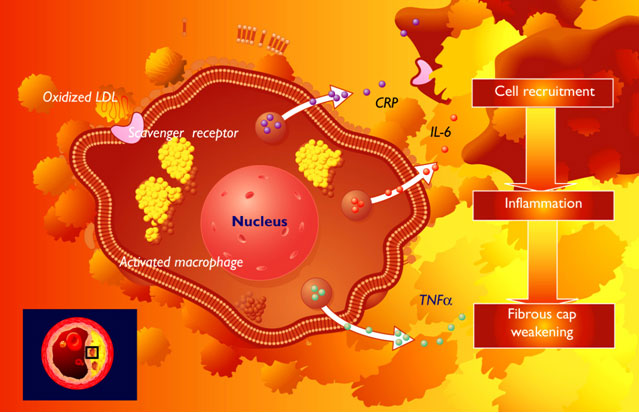 Oxidized LDL
Scavenger receptor
CRP
IL-6
Nucleus
Activated macrophage
TNFα
Cell recruitment
Inflammation
Fibrous cap
weakening